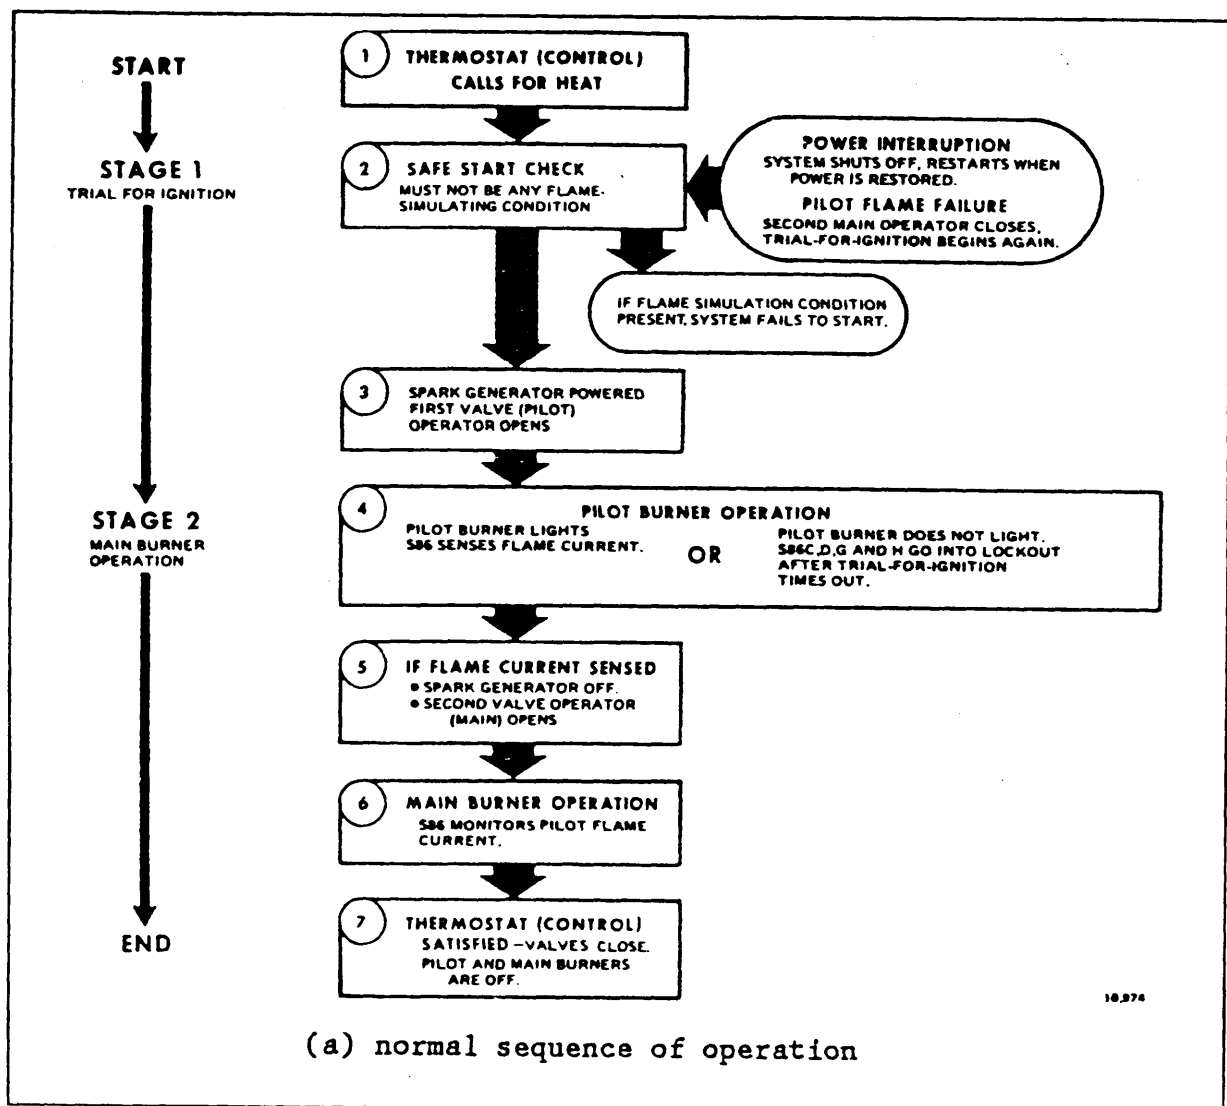 START
STAGE 1
TRIAL FOR IGNITION
STAGE 2
MAIN BURNER
OPERATION
END
1
THERMOSTAT (CONTROL)
CALLS FOR HEAT
2
SAFE START CHECK
MUST NOT BE ANY FLAME-
SIMULATING CONDITION
POWER INTERRUPTION
SYSTEM SHUTS OFF, RESTARTS WHEN
POWER IS RESTORED.
PILOT FLAME FAILURE
SECOND MAIN OPERATOR CLOSES,
TRIAL-FOR-IGNITION BEGINS AGAIN.
IF FLAME SIMULATION CONDITION
PRESENT, SYSTEM FAILS TO START.
3
SPARK GENERATOR POWERED
FIRST VALVE (PILOT)
OPERATOR OPENS
4
PILOT BURNER OPERATION
PILOT BURNER LIGHTS
S86 SENSES FLAME CURRENT.
OR
PILOT BURNER DOES NOT LIGHT.
S86C,D,G AND H GO INTO LOCKOUT
AFTER TRIAL-FOR-IGNITION
TIMES OUT.
5
IF FLAME CURRENT SENSED
• SPARK GENERATOR OFF.
• SECOND VALVE OPERATOR
(MAIN) OPENS
6
MAIN BURNER OPERATION
S86 MONITORS PILOT FLAME
CURRENT.
7
THERMOSTAT (CONTROL)
SATISFIED – VALVES CLOSE.
PILOT AND MAIN BURNERS
ARE OFF.
10,974
(a) normal sequence of operation